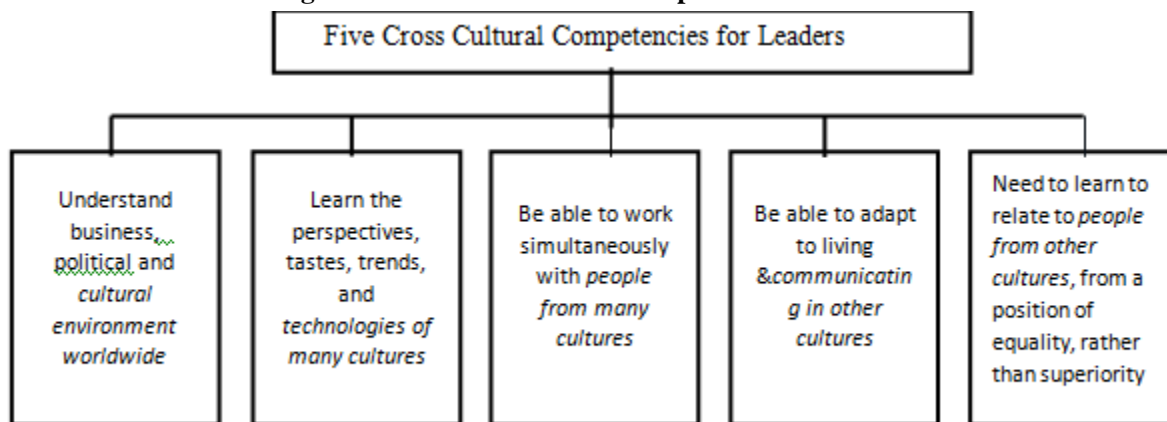 Five Cross Cultural Competencies for Leaders
Understand
business,
political and
cultural
environment
worldwide
Learn the
perspectives,
tastes, trends,
and
technologies of
many cultures
Be able to work
simultaneously
with people
from many
cultures
Be able to adapt
to living
&communicatin
g in other
cultures
Need to learn to
relate to people
from other
cultures, from a
position of
equality, rather
than superiority